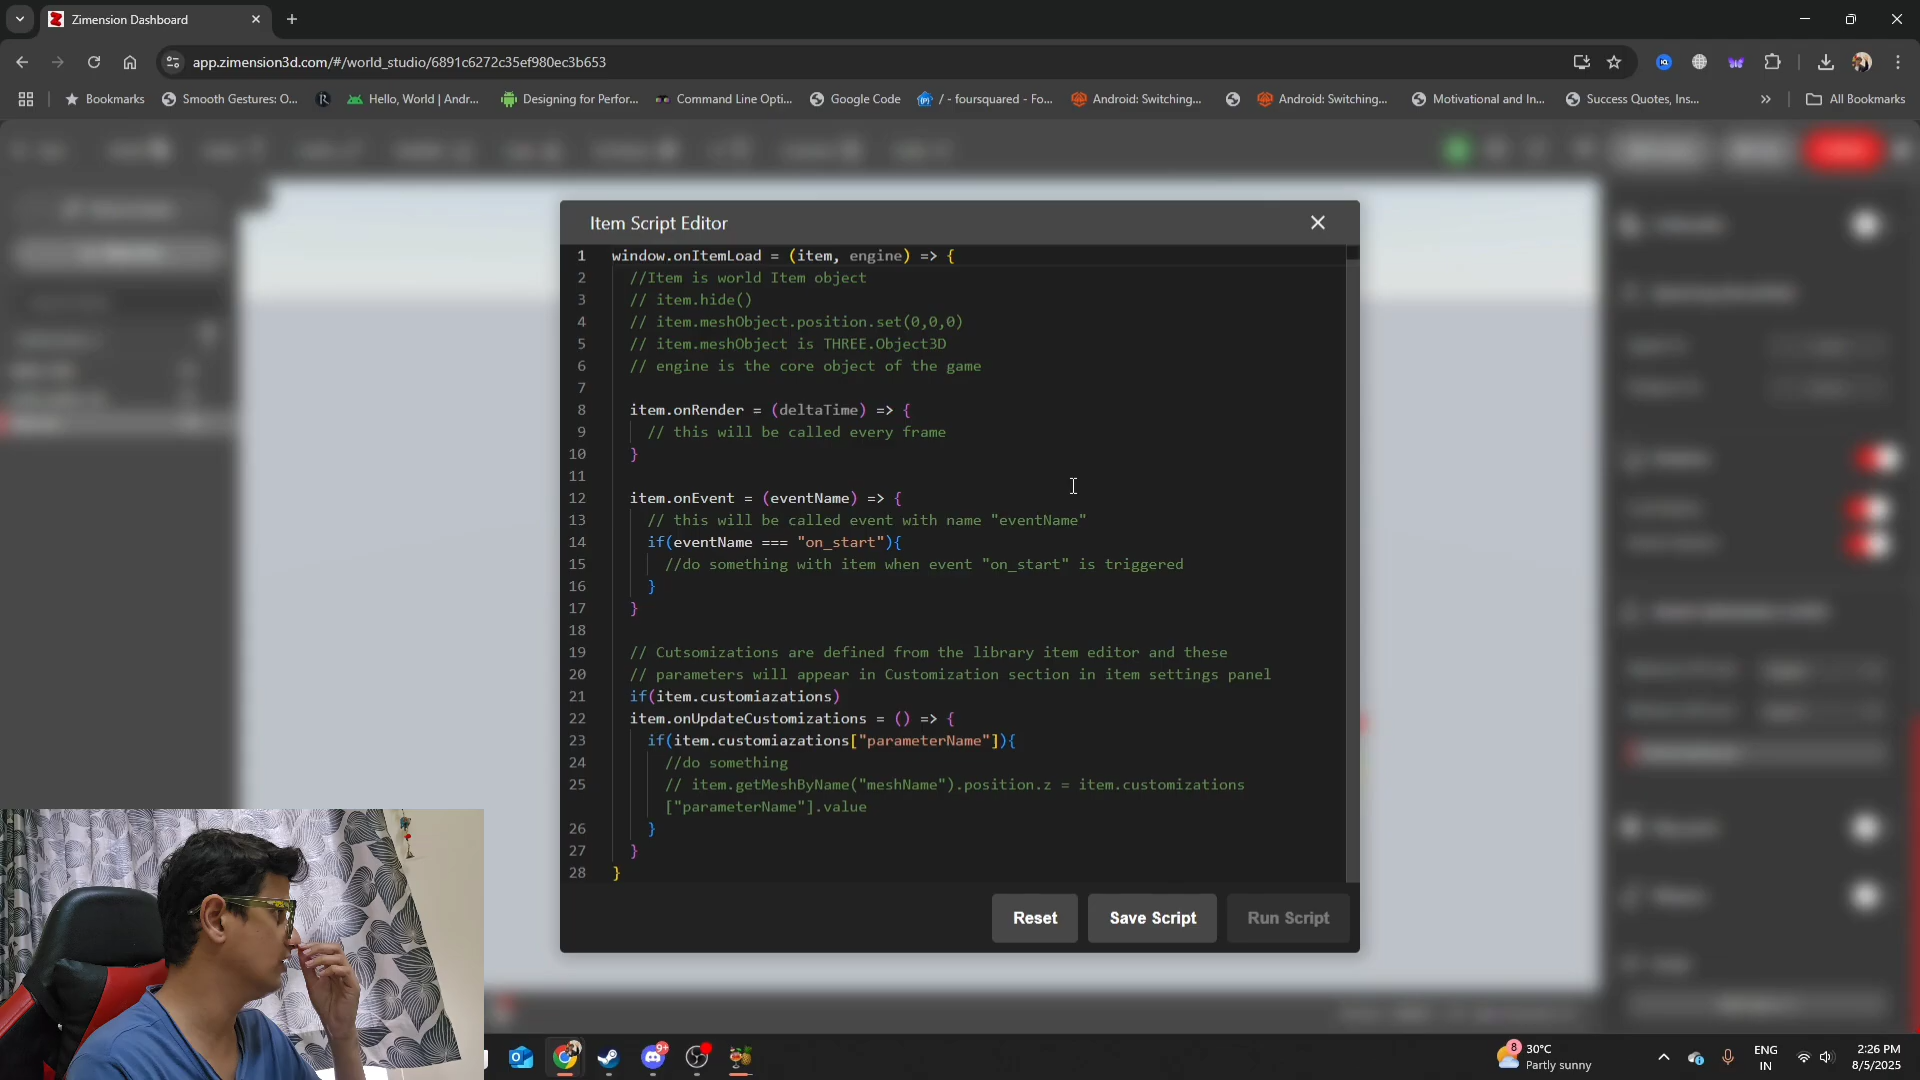 Zimension Dashboard
app.zimension3d.com/#/world_studio/6891c6272c35ef980ec3b653
Bookmarks
Smooth Gestures: O...
Hello, World | Andr...
Designing for Perfor...
Command Line Opti...
Google Code
/ - foursquared - Fo...
Android: Switching...
Android: Switching...
Motivational and In...
Success Quotes, Ins...
»
All Bookmarks
Item Script Editor
1 window.onItemLoad = (item, engine) => {
2 //Item is world Item object
3 // item.hide()
4 // item.meshObject.position.set(0,0,0)
5 // item.meshObject is THREE.Object3D
6 // engine is the core object of the game
7
8 item.onRender = (deltaTime) => {
9 // this will be called every frame
10 }
11
12 item.onEvent = (eventName) => {
13 // this will be called event with name "eventName"
14 if(eventName === "on_start"){
15 //do something with item when event "on_start" is triggered
16 }
17 }
18
19 // Cutsomizations are defined from the library item editor and these
20 // parameters will appear in Customization section in item settings panel
21 if(item.customiazations)
22 item.onUpdateCustomizations = () => {
23 if(item.customiazations["parameterName"]){
24 //do something
25 // item.getMeshByName("meshName").position.z = item.customizations
["parameterName"].value
26 }
27 }
28 }
Reset
Save Script
Run Script
8
30°C
Partly sunny
9+
ENG
IN
2:26 PM
8/5/2025